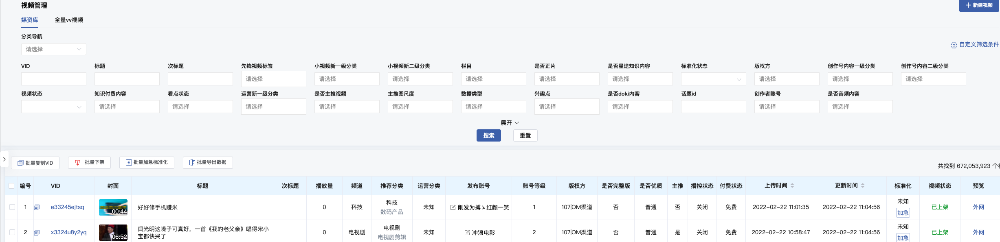 视频管理
新建视频
媒资库 全量vv视频
分类导航
请选择
自定义筛选条件
VID 标题 次标题 先锋视频标签 小视频新一级分类 小视频新二级分类 栏目 是否正片 是否星途知识内容 标准化状态 版权方 创作号内容一级分类 创作号内容二级分类
请选择 请选择 请选择 请选择 请选择 请选择 请选择 请选择 请选择
视频状态 知识付费内容 看点状态 运营新一级分类 是否主推视频 主推图尺度 数据类型 兴趣点 是否doki内容 话题id 创作者账号 是否音频内容
请选择 请选择 请选择 请选择 请选择 请选择 请选择 请选择 请选择 请选择
展开
搜索 重置
批量复制VID 批量下架 批量加急标准化 批量导出数据
共找到 672,053,923 个
编号 VID 封面 标题 次标题 播放量 频道 推荐分类 运营分类 发布账号 账号等级 版权方 是否完整版 是否优质 主推 播控状态 付费状态 上传时间 更新时间 标准化 视频状态 预览
1 e33245ejtsq 00:44 好好修手机赚米 0 科技 科技 未知 削发为搏ゝ红颜一笑 1 107|OM渠道 否 普通 否 关闭 免费 2022-02-22 11:01:35 2022-02-22 11:04:56 未知 已上架 外网
数码产品 加急
2 x3324u8y2yq 06:52 闫光明这嗓子可真好，一首《我的老父亲》唱得宋小 0 电视剧 电视剧 未知 冲浪电影 2 107|OM渠道 否 普通 是 关闭 免费 2022-02-22 10:58:47 2022-02-22 11:04:56 未知 已上架 外网
宝都快哭了 电视剧剪辑 加急